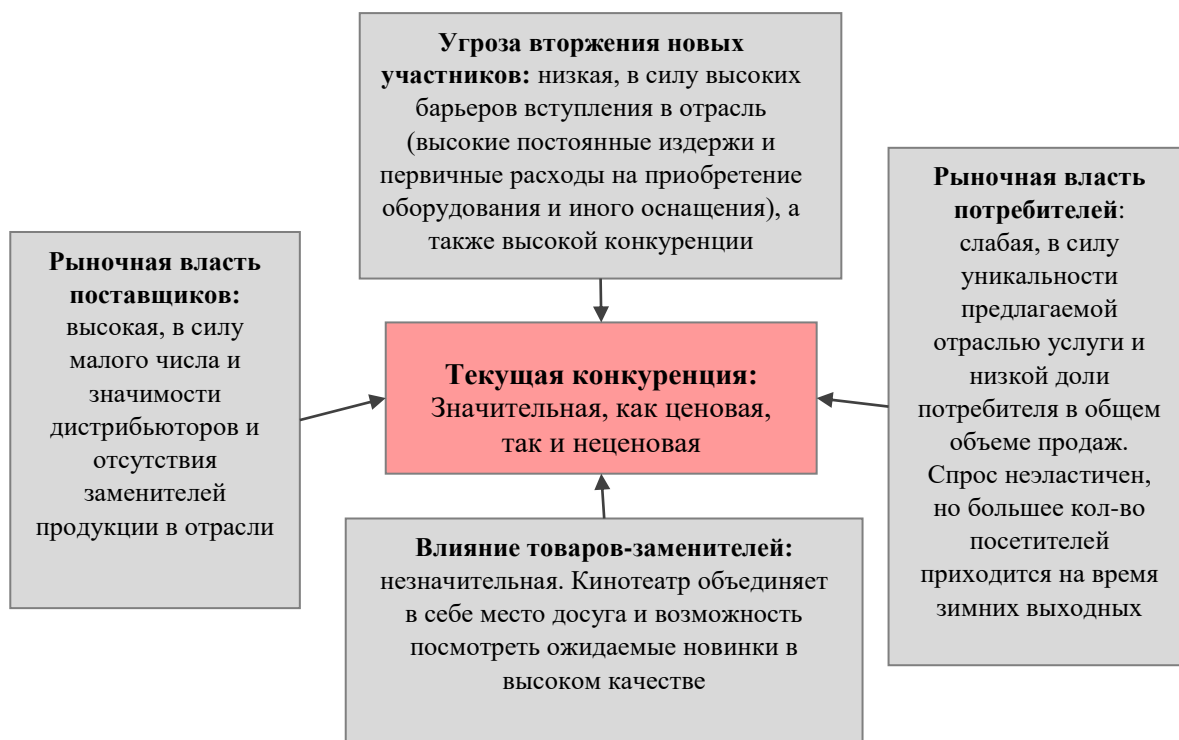 Угроза вторжения новых
участников: низкая, в силу высоких
барьеров вступления в отрасль
(высокие постоянные издержи и
первичные расходы на приобретение
оборудования и иного оснащения), а
также высокой конкуренции
Рыночная власть
поставщиков:
высокая, в силу
малого числа и
значимости
дистрибьюторов и
отсутствия
заменителей
продукции в отрасли
Текущая конкуренция:
Значительная, как ценовая,
так и неценовая
Рыночная власть
потребителей:
слабая, в силу
уникальности
предлагаемой
отраслью услуги и
низкой доли
потребителя в общем
объеме продаж.
Спрос неэластичен,
но большее кол-во
посетителей
приходится на время
зимних выходных
Влияние товаров-заменителей:
незначительная. Кинотеатр объединяет
в себе место досуга и возможность
посмотреть ожидаемые новинки в
высоком качестве